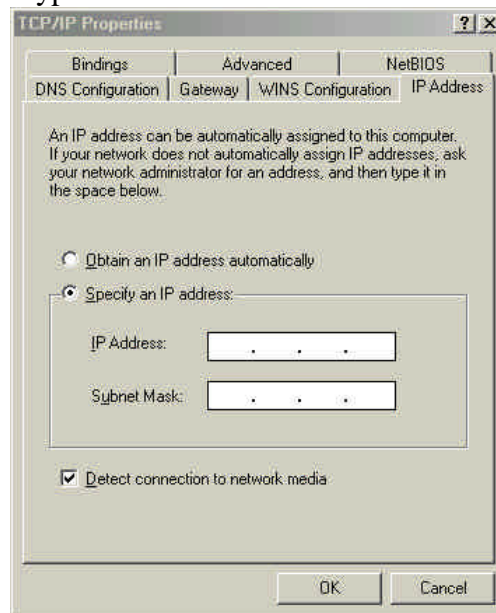 TCP/IP Properties
? ×
Bindings Advanced NetBIOS
DNS Configuration Gateway WINS Configuration IP Address
An IP address can be automatically assigned to this computer.
If your network does not automatically assign IP addresses, ask
your network administrator for an address, and then type it in
the space below.
Obtain an IP address automatically
Specify an IP address:
IP Address: . . .
Subnet Mask: . . .
Detect connection to network media
OK Cancel